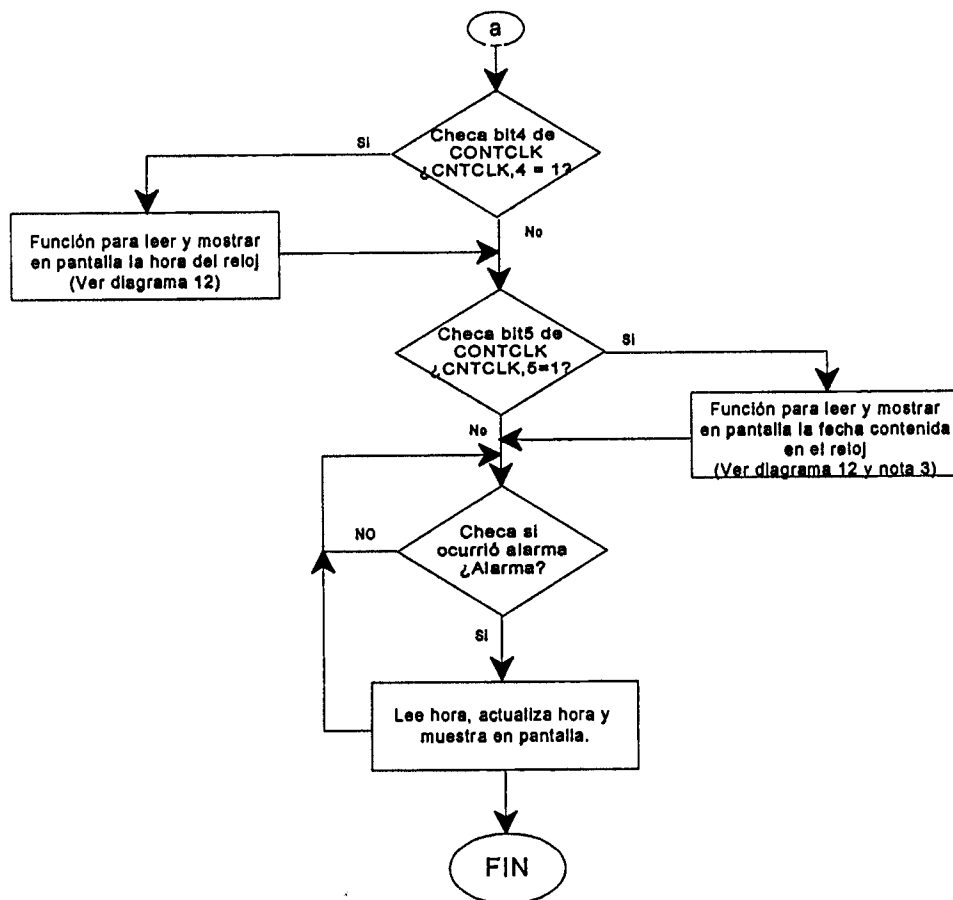 a
Checa bit4 de
CONTCLK
¿CNTCLK,4 = 1?
Si
No
Función para leer y mostrar
en pantalla la hora del reloj
(Ver diagrama 12)
Checa bit5 de
CONTCLK
¿CNTCLK,5=1?
Si
No
Función para leer y mostrar
en pantalla la fecha contenida
en el reloj
(Ver diagrama 12 y nota 3)
Checa si
ocurrió alarma
¿Alarma?
NO
Si
Lee hora, actualiza hora y
muestra en pantalla.
FIN